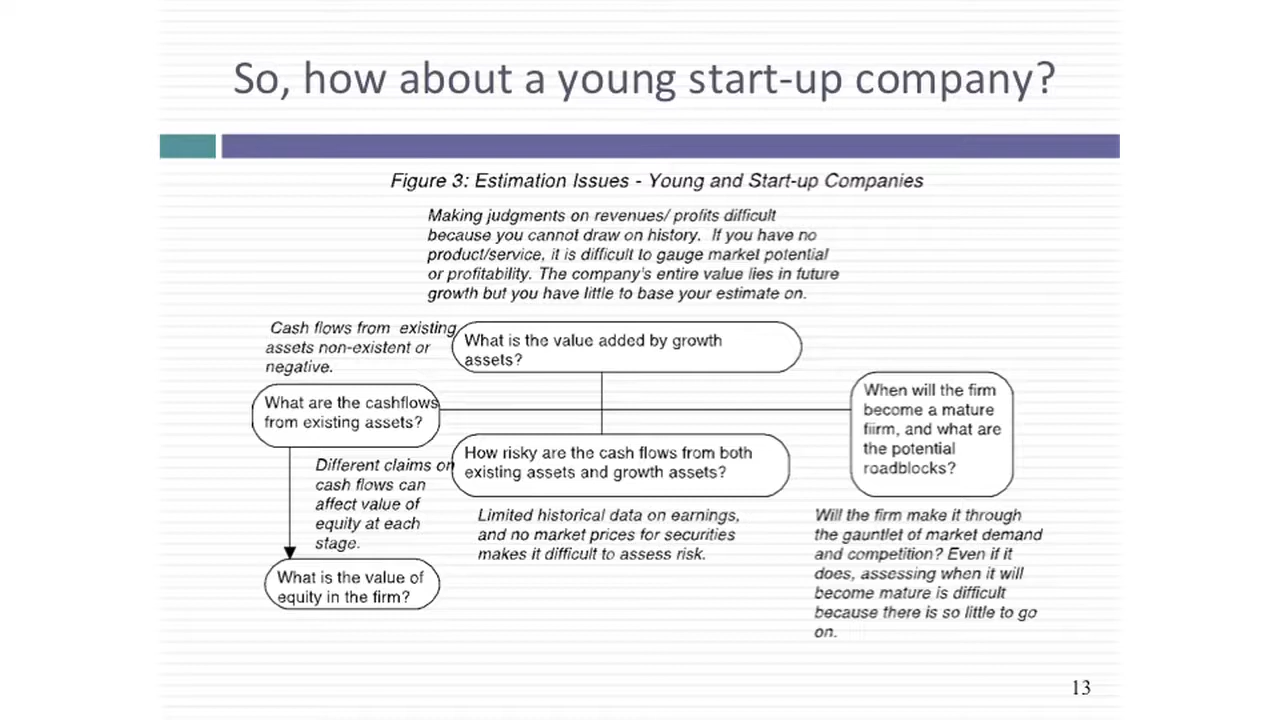 So, how about a young start-up company?
Figure 3: Estimation Issues - Young and Start-up Companies
Making judgments on revenues/ profits difficult
because you cannot draw on history.  If you have no
product/service, it is difficult to gauge market potential
or profitability. The company's entire value lies in future
growth but you have little to base your estimate on.
Cash flows from  existing
assets non-existent or
negative.
What is the value added by growth
assets?
What are the cashflows
from existing assets?
When will the firm
become a mature
fiirm, and what are
the potential
roadblocks?
How risky are the cash flows from both
existing assets and growth assets?
Different claims on
cash flows can
affect value of
equity at each
stage.
Limited historical data on earnings,
and no market prices for securities
makes it difficult to assess risk.
Will the firm make it through
the gauntlet of market demand
and competition? Even if it
does, assessing when it will
become mature is difficult
because there is so little to go
on.
What is the value of
equity in the firm?
13